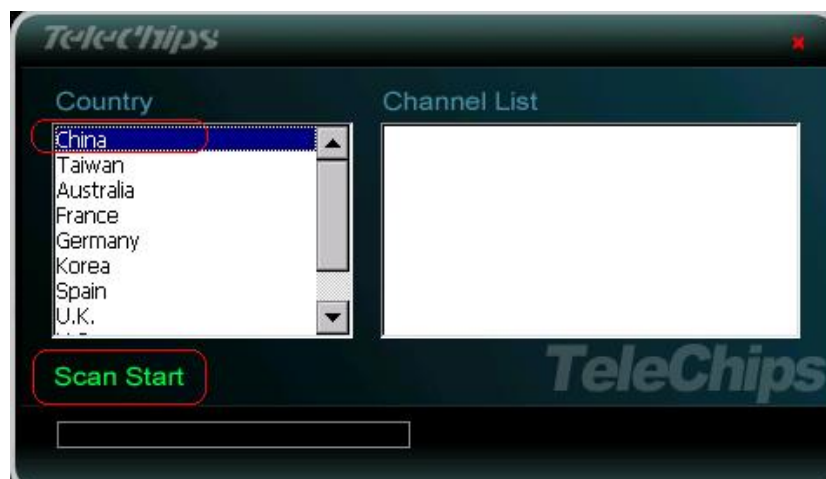 TeleChips
Country
Channel List
China
Taiwan
Australia
France
Germany
Korea
Spain
U.K.
Scan Start
TeleChips